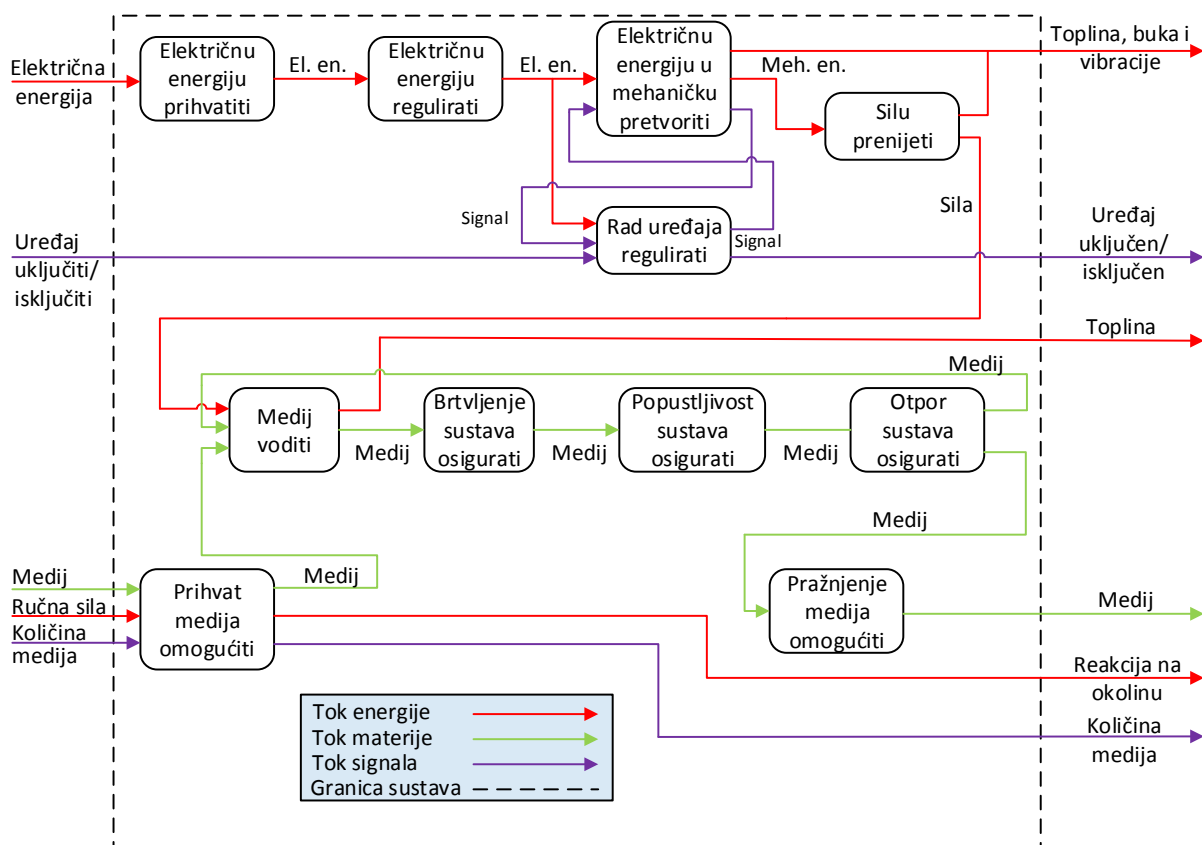 Električna
energija
Električnu
energiju
prihvatiti
El. en.
Električnu
energiju
regulirati
El. en.
Električnu
energiju u
mehaničku
pretvoriti
Meh. en.
Silu
prenijeti
Toplina, buka i
vibracije
Signal
Rad uređaja
regulirati
Signal
Sila
Uređaj
uključiti/
isključiti
Uređaj
uključen/
isključen
Toplina
Medij
Medij
voditi
Medij
Brtvljenje
sustava
osigurati
Medij
Popustljivost
sustava
osigurati
Medij
Otpor
sustava
osigurati
Medij
Medij
Ručna sila
Količina
medija
Prihvat
medija
omogućiti
Medij
Pražnjenje
medija
omogućiti
Medij
Reakcija na
okolinu
Količina
medija
Tok energije
Tok materije
Tok signala
Granica sustava